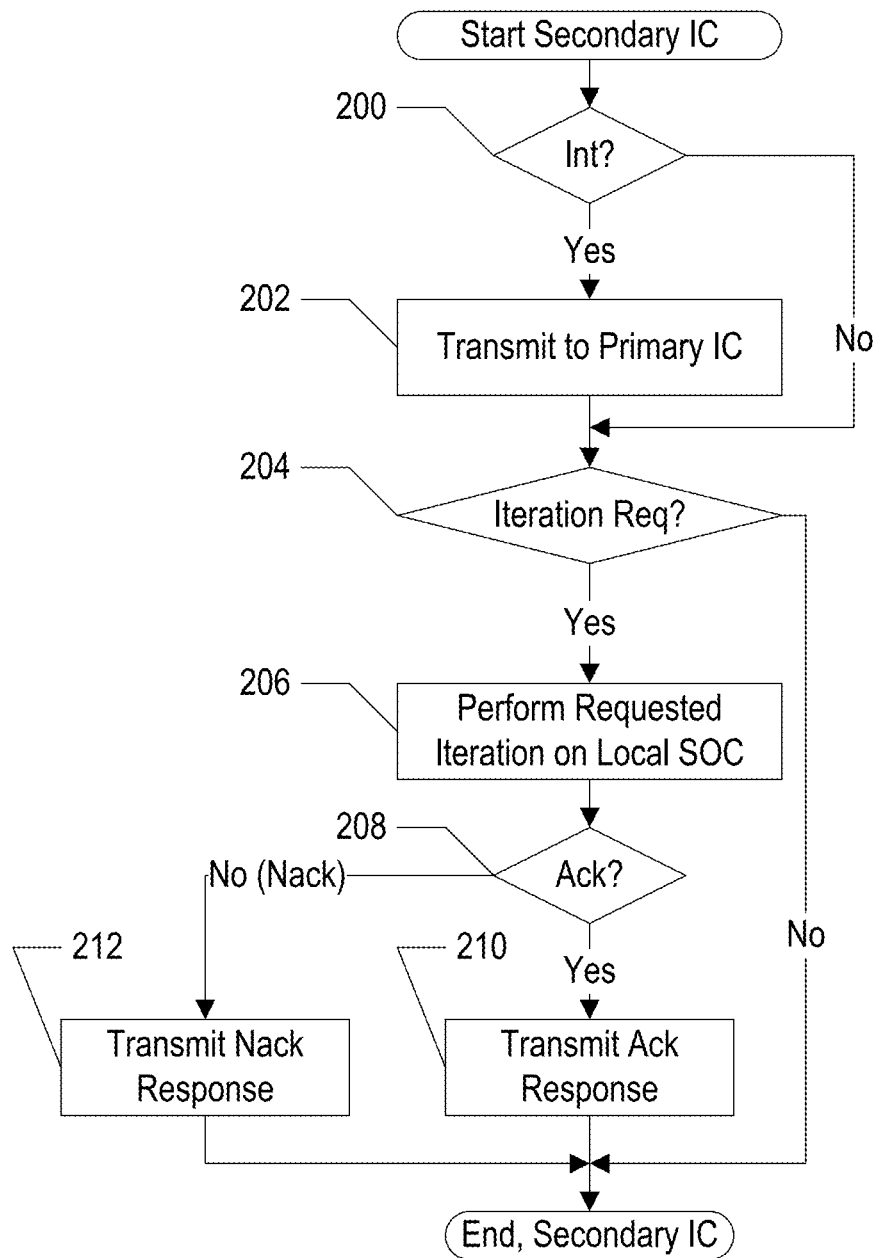 Start Secondary IC
200
Int?
Yes
202
Transmit to Primary IC
No
204
Iteration Req?
Yes
206
Perform Requested
Iteration on Local SOC
208
Ack?
No (Nack)
No
212
210
Yes
Transmit Nack
Response
Transmit Ack
Response
End, Secondary IC